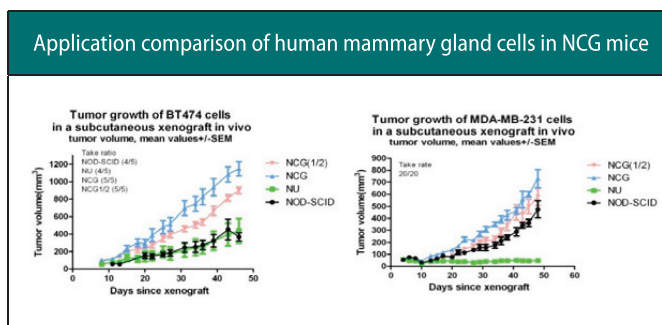 Application comparison of human mammary gland cells in NCG mice
Tumor growth of BT474 cells
in a subcutaneous xenograft in vivo
tumor volume, mean values+/-SEM
Take ratio
NOD-SCID (4/5)
NU (4/5)
NCG (5/5)
NCG1/2 (5/5)
Tumor volume(mm³)
1200
1000
800
600
400
200
0
0 10 20 30 40 50
Days since xenograft
NCG(1/2)
NCG
NU
NOD-SCID
Tumor growth of MDA-MB-231 cells
in a subcutaneous xenograft in vivo
tumor volume, mean values+/-SEM
Take rate
20/20
Tumor volume(mm³)
900
800
700
600
500
400
300
200
100
0
0 10 20 30 40 50 60
Days since xenograft
NCG(1/2)
NCG
NU
NOD-SCID